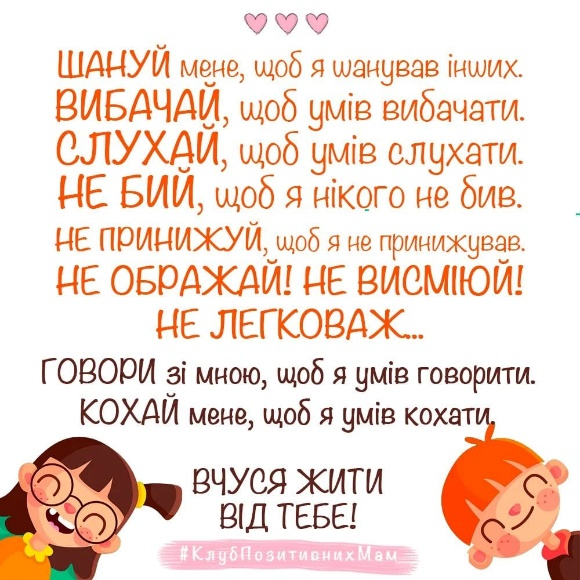 ШАНУЙ мене, щоб я шанував інших.
ВИБАЧАЙ, щоб умів вибачати.
СЛУХАЙ, щоб умів слухати.
НЕ БИЙ, щоб я нікого не бив.
НЕ ПРИНИЖУЙ, щоб я не принижував.
НЕ ОБРАЖАЙ! НЕ ВИСМІЮЙ!
НЕ ЛЕГКОВАЖ...
ГОВОРИ зі мною, щоб я умів говорити.
КОХАЙ мене, щоб я умів кохати.
ВЧУСЯ ЖИТИ
ВІД ТЕБЕ!
#КлубПозитивнихМам